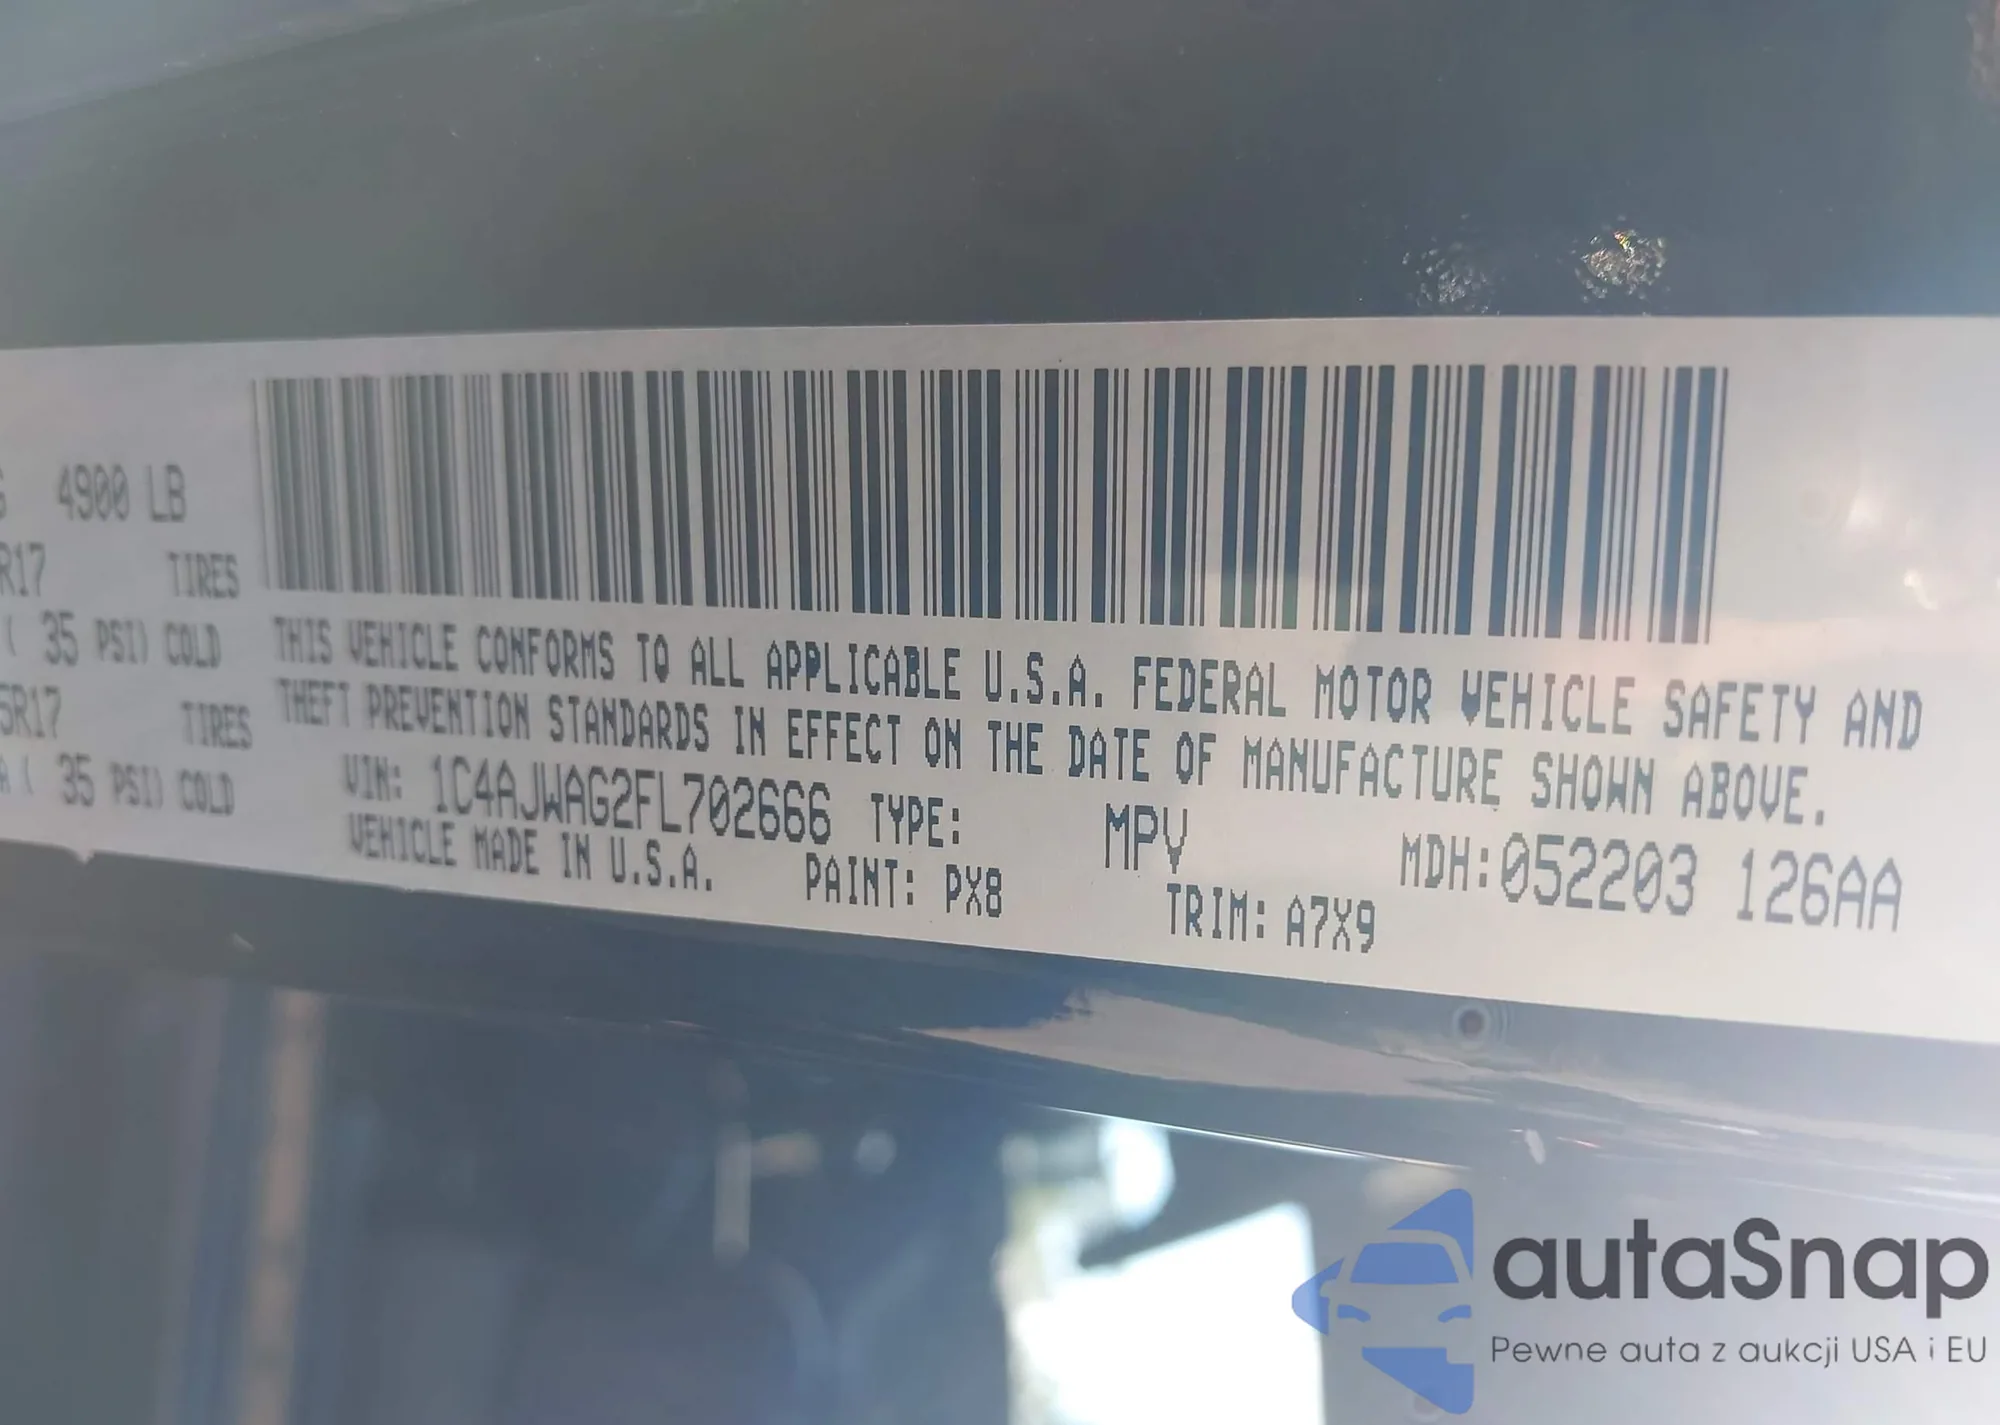 4900 LB
R17 TIRES
( 35 PSI) COLD
5R17 TIRES
( 35 PSI) COLD
THIS VEHICLE CONFORMS TO ALL APPLICABLE U.S.A. FEDERAL MOTOR VEHICLE SAFETY AND
THEFT PREVENTION STANDARDS IN EFFECT ON THE DATE OF MANUFACTURE SHOWN ABOVE.
VIN: 1C4AJWAG2FL702666 TYPE: MPV MDH:052203 126AA
VEHICLE MADE IN U.S.A. PAINT: PX8 TRIM: A7X9
autaSnap
Pewne auta z aukcji USA i EU